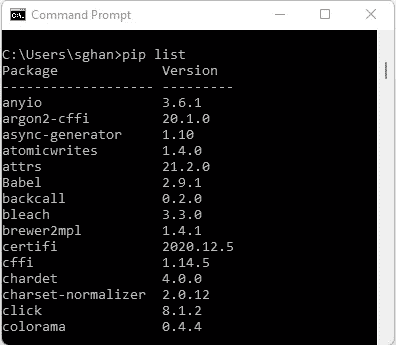 Command Prompt
C:\Users\sghan>pip list
Package            Version
------------------- ---------
anyio              3.6.1
argon2-cffi        20.1.0
async-generator    1.10
atomicwrites       1.4.0
attrs              21.2.0
Babel              2.9.1
backcall           0.2.0
bleach             3.3.0
brewer2mpl         1.4.1
certifi            2020.12.5
cffi               1.14.5
chardet            4.0.0
charset-normalizer 2.0.12
click              8.1.2
colorama           0.4.4